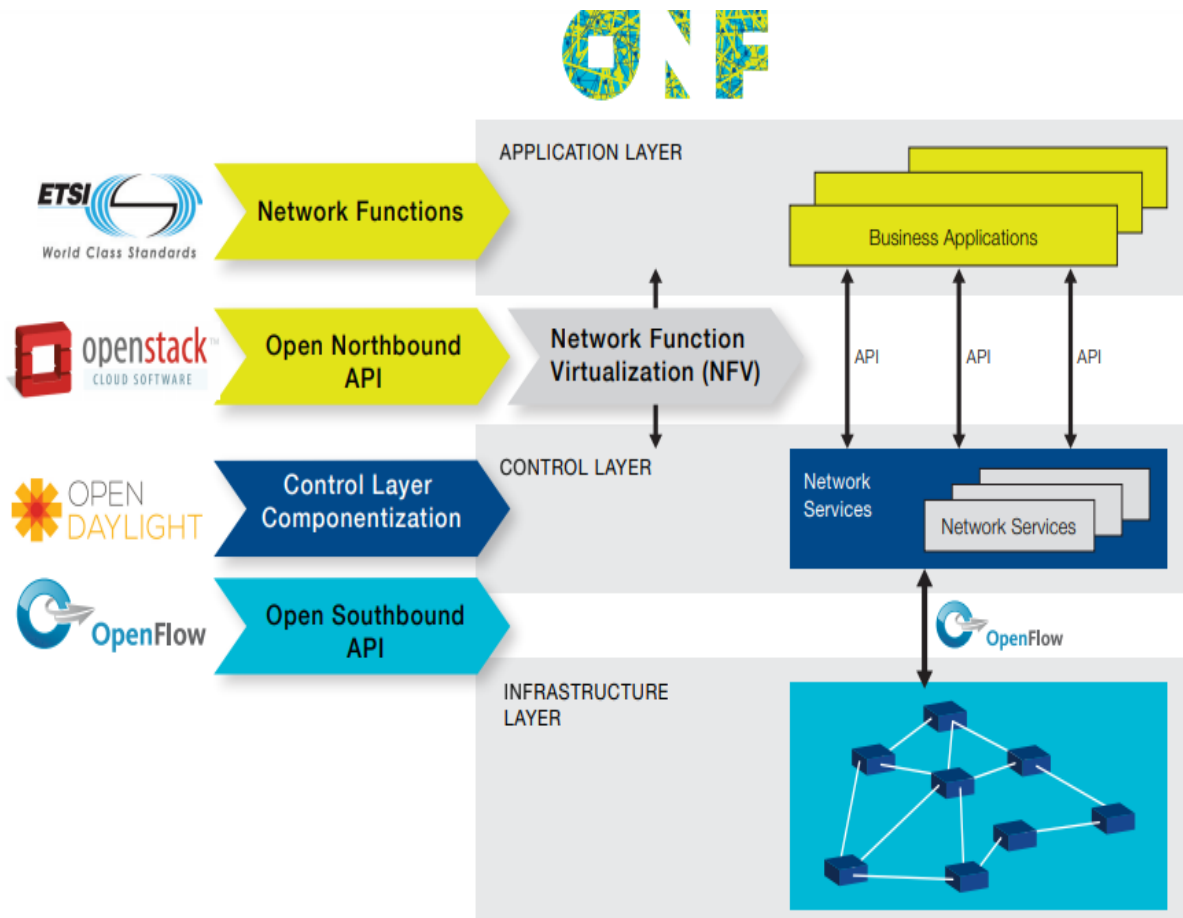 ONF
APPLICATION LAYER
ETSI
World Class Standards
Network Functions
Business Applications
openstack™
CLOUD SOFTWARE
Open Northbound
API
Network Function
Virtualization (NFV)
API
API
API
OPEN
DAYLIGHT
Control Layer
Componentization
CONTROL LAYER
Network
Services
Network Services
OpenFlow
Open Southbound
API
OpenFlow
INFRASTRUCTURE
LAYER